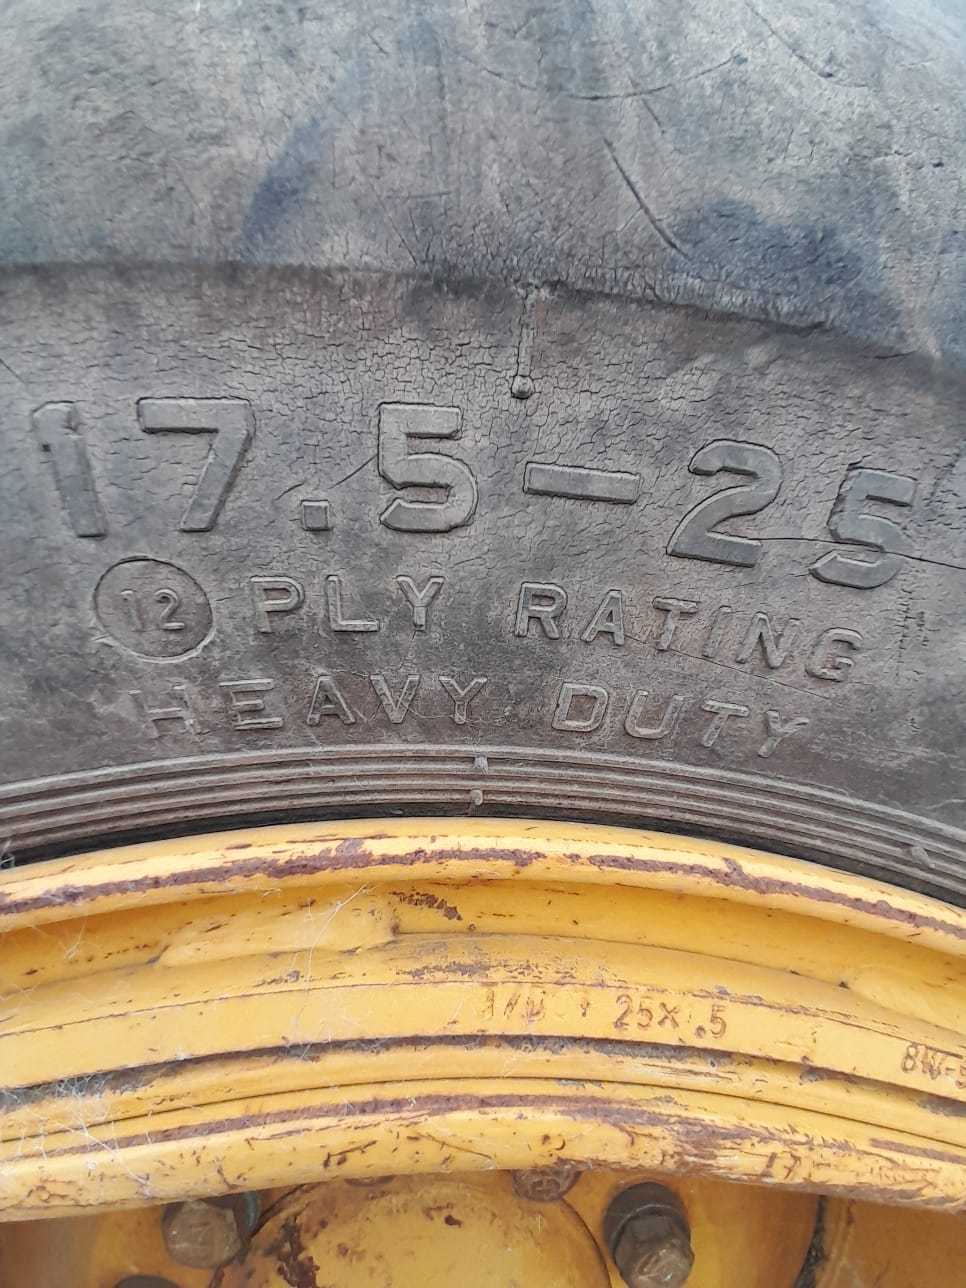 17.5-25
12 PLY RATING
HEAVY DUTY
25X .5